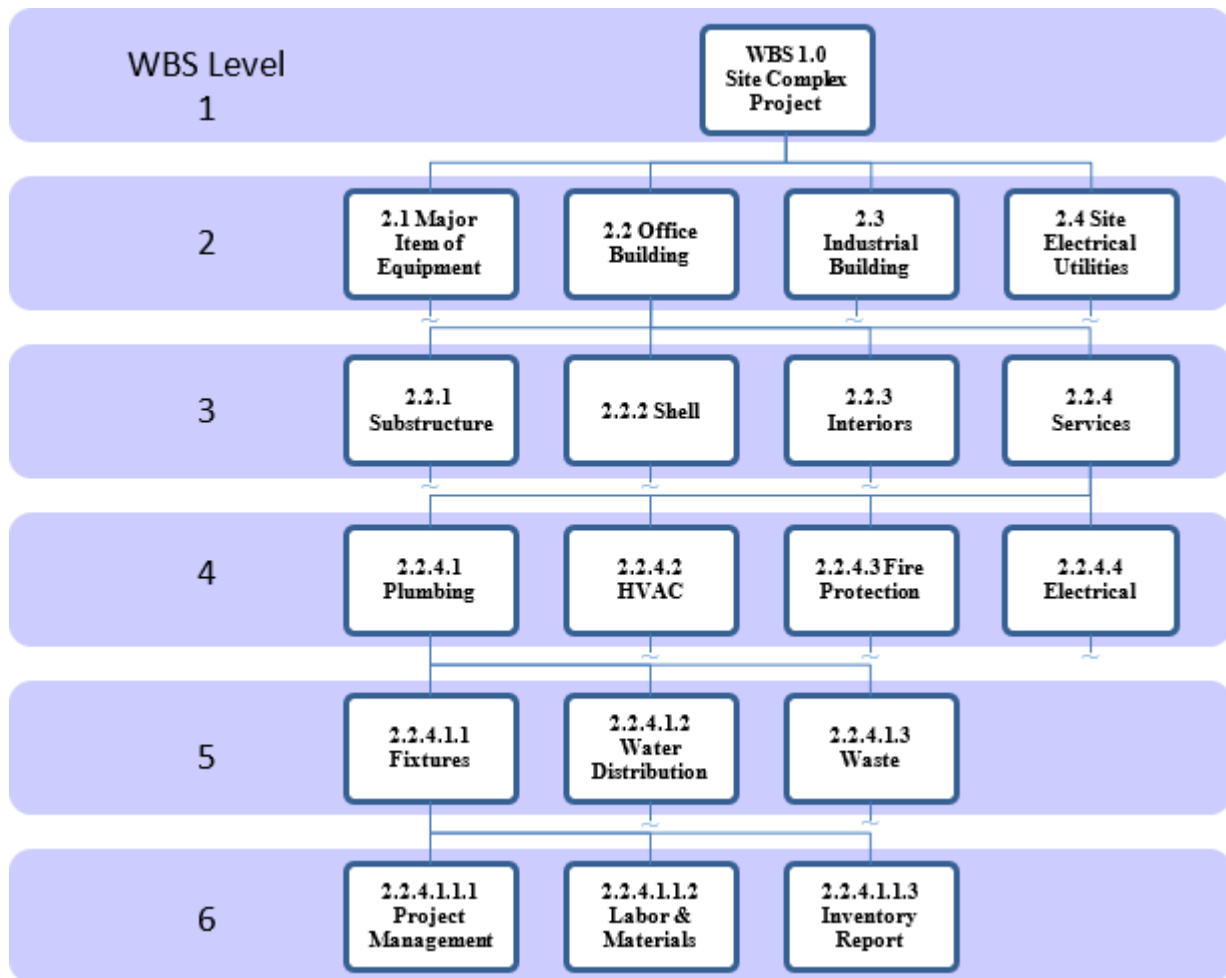 WBS Level
1
WBS 1.0
Site Complex
Project
2
2.1 Major
Item of
Equipment
2.2 Office
Building
2.3
Industrial
Building
2.4 Site
Electrical
Utilities
~
~
~
3
2.2.1
Substructure
2.2.2 Shell
2.2.3
Interiors
2.2.4
Services
~
~
~
4
2.2.4.1
Plumbing
2.2.4.2
HVAC
2.2.4.3 Fire
Protection
2.2.4.4
Electrical
~
~
~
5
2.2.4.1.1
Fixtures
2.2.4.1.2
Water
Distribution
2.2.4.1.3
Waste
~
~
6
2.2.4.1.1.1
Project
Management
2.2.4.1.1.2
Labor &
Materials
2.2.4.1.1.3
Inventory
Report